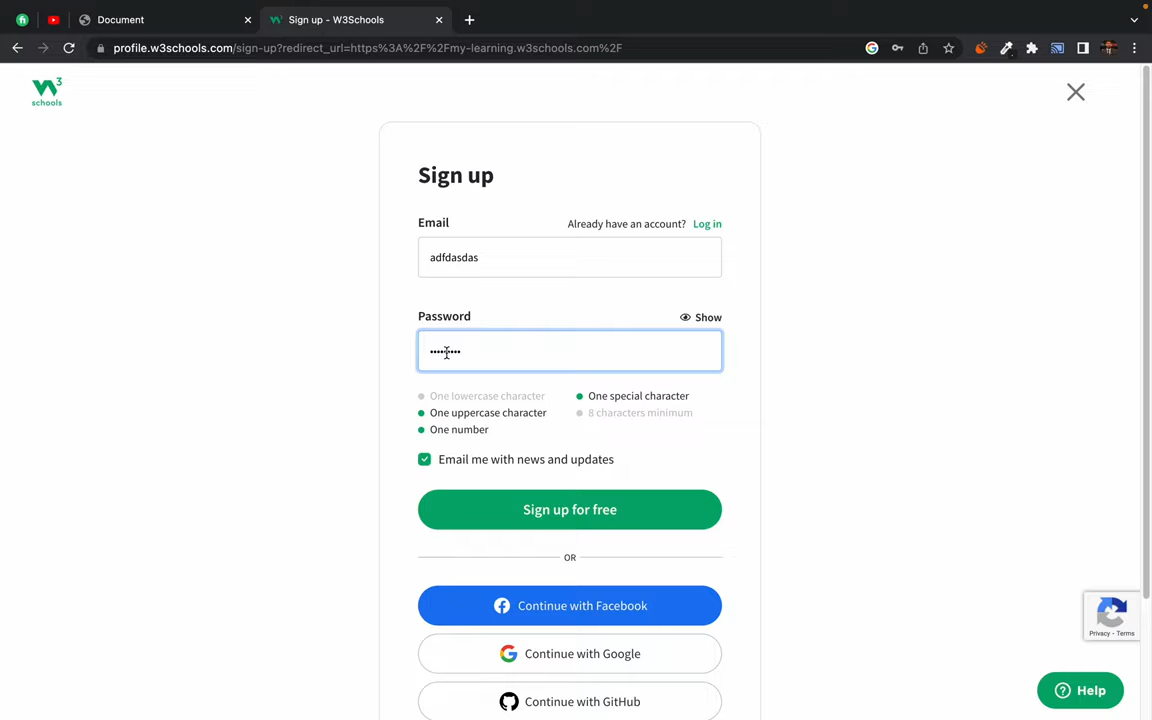 Document
Sign up - W3Schools
profile.w3schools.com/sign-up?redirect_url=https%3A%2F%2Fmy-learning.w3schools.com%2F
W3
schools
Sign up
Email
Already have an account? Log in
adfdasdas
Password
Show
One lowercase character
One special character
One uppercase character
8 characters minimum
One number
Email me with news and updates
Sign up for free
OR
Continue with Facebook
Continue with Google
Continue with GitHub
Privacy - Terms
Help